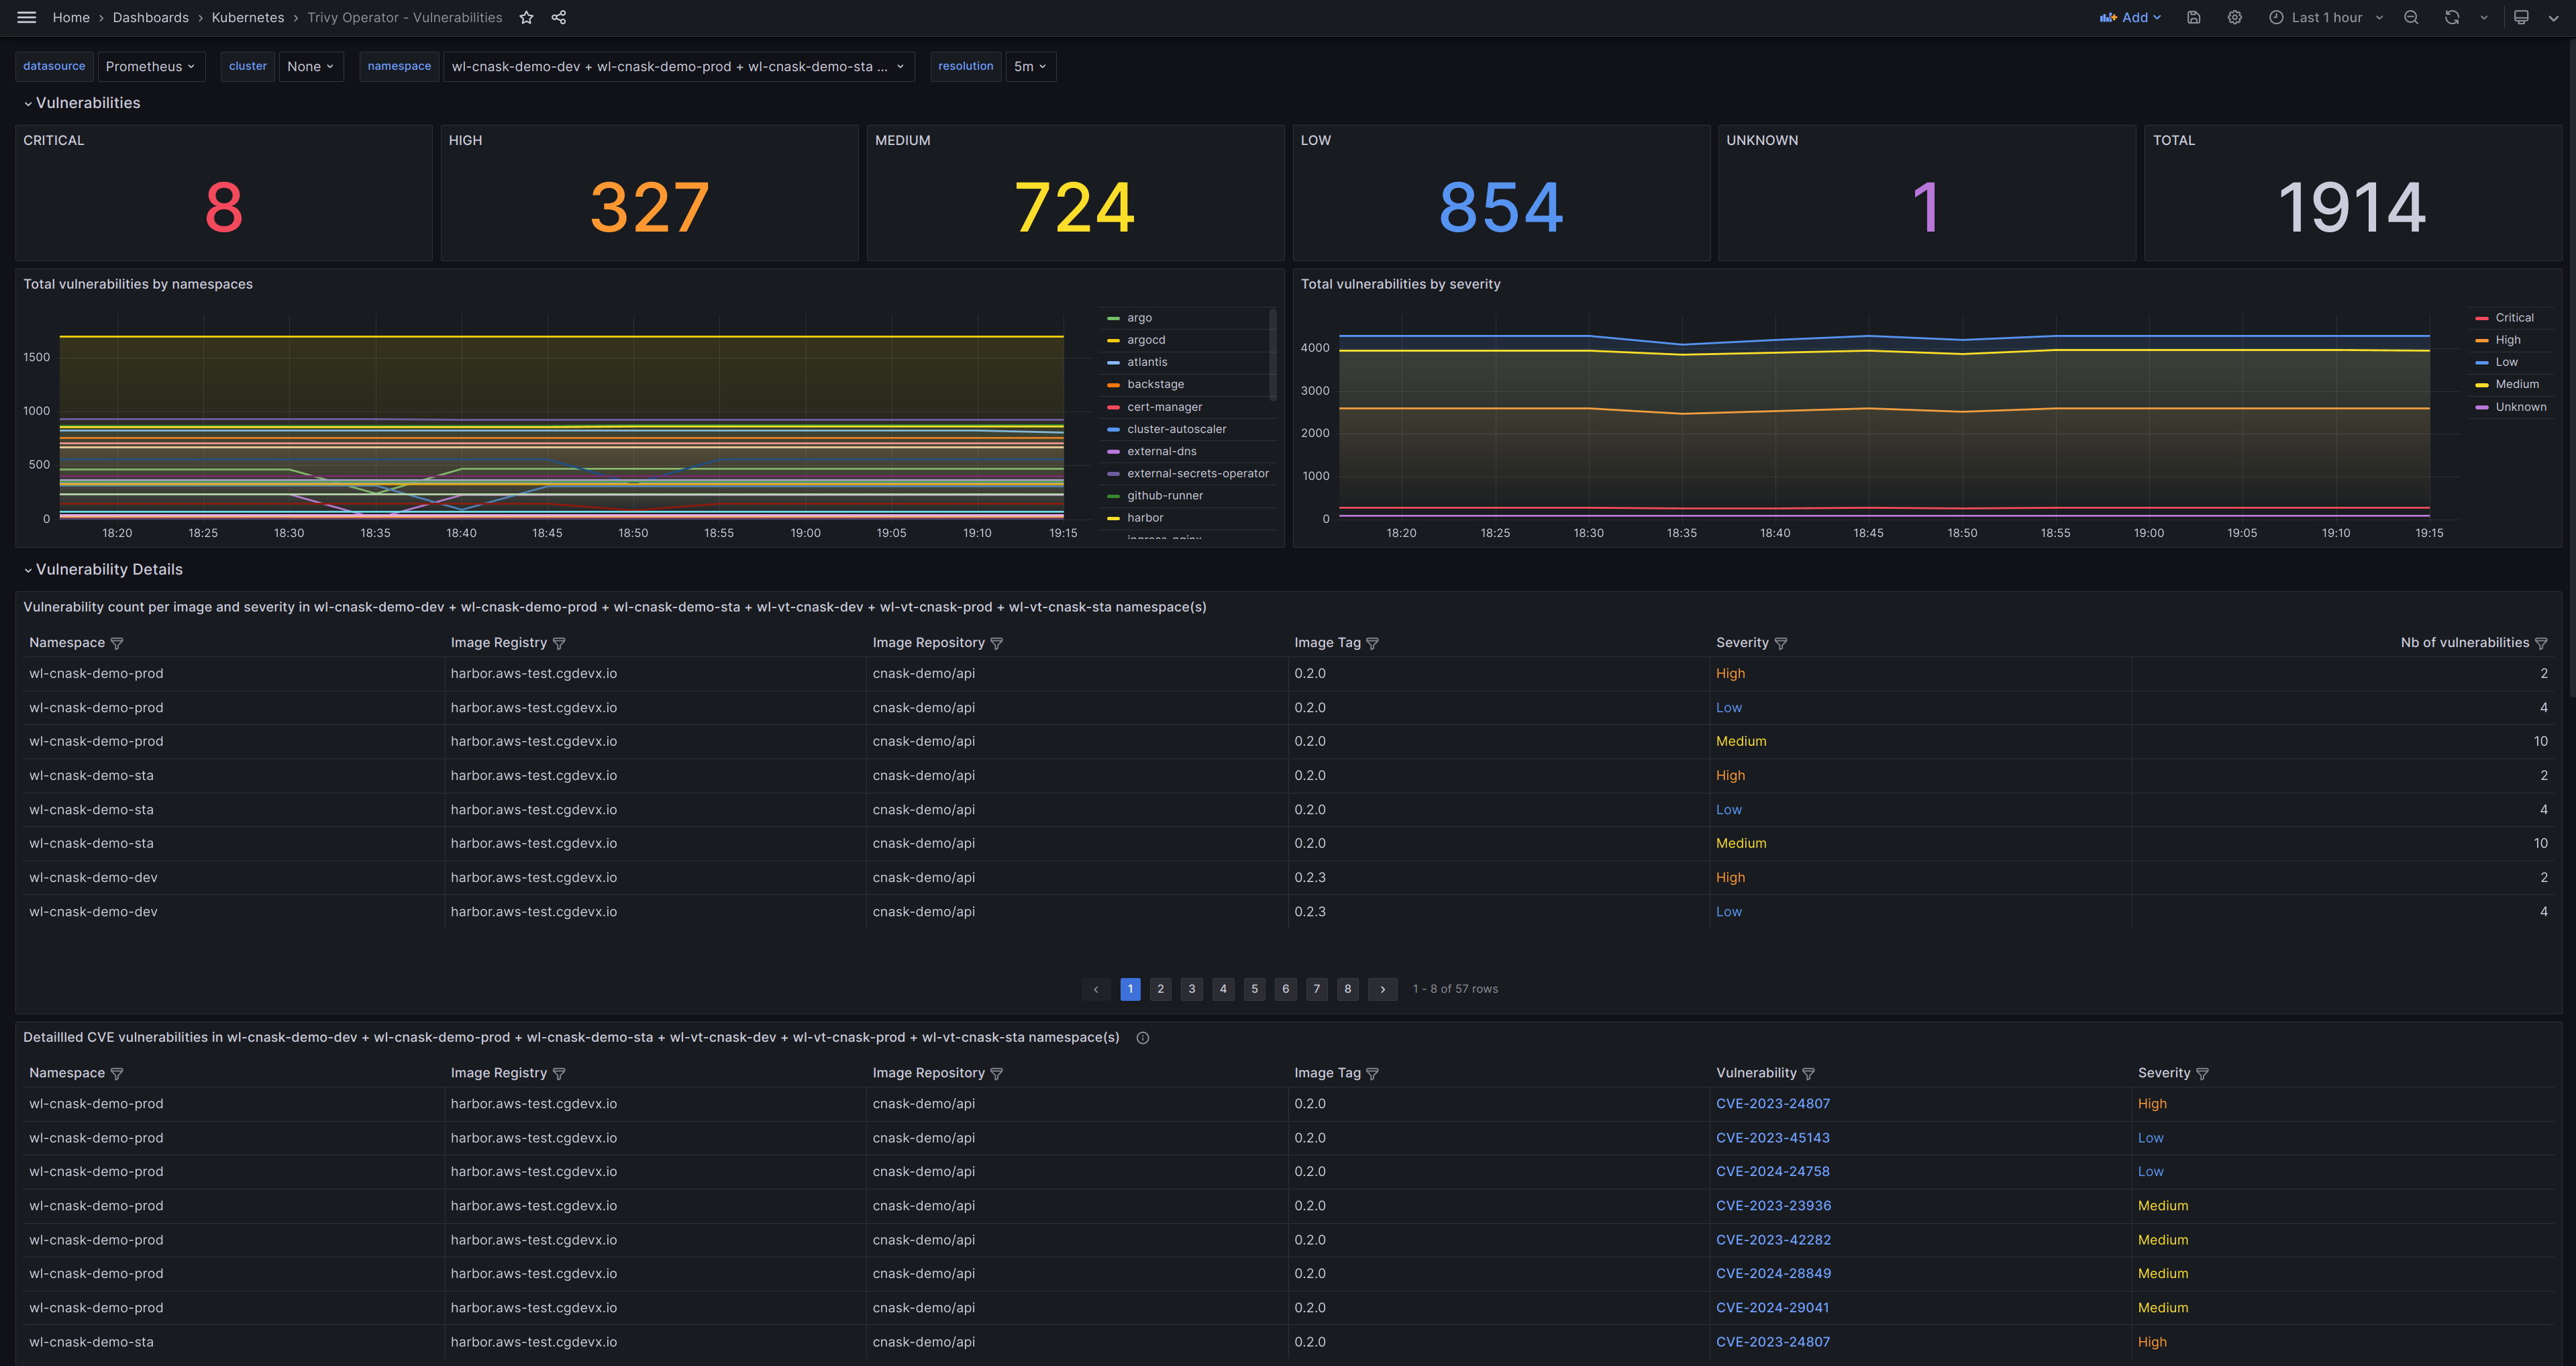 Home › Dashboards › Kubernetes › Trivy Operator - Vulnerabilities Add Last 1 hour
datasource Prometheus cluster None namespace wl-cnask-demo-dev + wl-cnask-demo-prod + wl-cnask-demo-sta ... resolution 5m
Vulnerabilities
CRITICAL HIGH MEDIUM LOW UNKNOWN TOTAL
8 327 724 854 1 1914
Total vulnerabilities by namespaces
1500
1000
500
0
18:20 18:25 18:30 18:35 18:40 18:45 18:50 18:55 19:00 19:05 19:10 19:15
argo
argocd
atlantis
backstage
cert-manager
cluster-autoscaler
external-dns
external-secrets-operator
github-runner
harbor
Total vulnerabilities by severity
4000
3000
2000
1000
0
18:20 18:25 18:30 18:35 18:40 18:45 18:50 18:55 19:00 19:05 19:10 19:15
Critical
High
Low
Medium
Unknown
Vulnerability Details
Vulnerability count per image and severity in wl-cnask-demo-dev + wl-cnask-demo-prod + wl-cnask-demo-sta + wl-vt-cnask-dev + wl-vt-cnask-prod + wl-vt-cnask-sta namespace(s)
Namespace Image Registry Image Repository Image Tag Severity Nb of vulnerabilities
wl-cnask-demo-prod harbor.aws-test.cgdevx.io cnask-demo/api 0.2.0 High 2
wl-cnask-demo-prod harbor.aws-test.cgdevx.io cnask-demo/api 0.2.0 Low 4
wl-cnask-demo-prod harbor.aws-test.cgdevx.io cnask-demo/api 0.2.0 Medium 10
wl-cnask-demo-sta harbor.aws-test.cgdevx.io cnask-demo/api 0.2.0 High 2
wl-cnask-demo-sta harbor.aws-test.cgdevx.io cnask-demo/api 0.2.0 Low 4
wl-cnask-demo-sta harbor.aws-test.cgdevx.io cnask-demo/api 0.2.0 Medium 10
wl-cnask-demo-dev harbor.aws-test.cgdevx.io cnask-demo/api 0.2.3 High 2
wl-cnask-demo-dev harbor.aws-test.cgdevx.io cnask-demo/api 0.2.3 Low 4
‹ 1 2 3 4 5 6 7 8 › 1 - 8 of 57 rows
Detaillled CVE vulnerabilities in wl-cnask-demo-dev + wl-cnask-demo-prod + wl-cnask-demo-sta + wl-vt-cnask-dev + wl-vt-cnask-prod + wl-vt-cnask-sta namespace(s)
Namespace Image Registry Image Repository Image Tag Vulnerability Severity
wl-cnask-demo-prod harbor.aws-test.cgdevx.io cnask-demo/api 0.2.0 CVE-2023-24807 High
wl-cnask-demo-prod harbor.aws-test.cgdevx.io cnask-demo/api 0.2.0 CVE-2023-45143 Low
wl-cnask-demo-prod harbor.aws-test.cgdevx.io cnask-demo/api 0.2.0 CVE-2024-24758 Low
wl-cnask-demo-prod harbor.aws-test.cgdevx.io cnask-demo/api 0.2.0 CVE-2023-23936 Medium
wl-cnask-demo-prod harbor.aws-test.cgdevx.io cnask-demo/api 0.2.0 CVE-2023-42282 Medium
wl-cnask-demo-prod harbor.aws-test.cgdevx.io cnask-demo/api 0.2.0 CVE-2024-28849 Medium
wl-cnask-demo-prod harbor.aws-test.cgdevx.io cnask-demo/api 0.2.0 CVE-2024-29041 Medium
wl-cnask-demo-sta harbor.aws-test.cgdevx.io cnask-demo/api 0.2.0 CVE-2023-24807 High